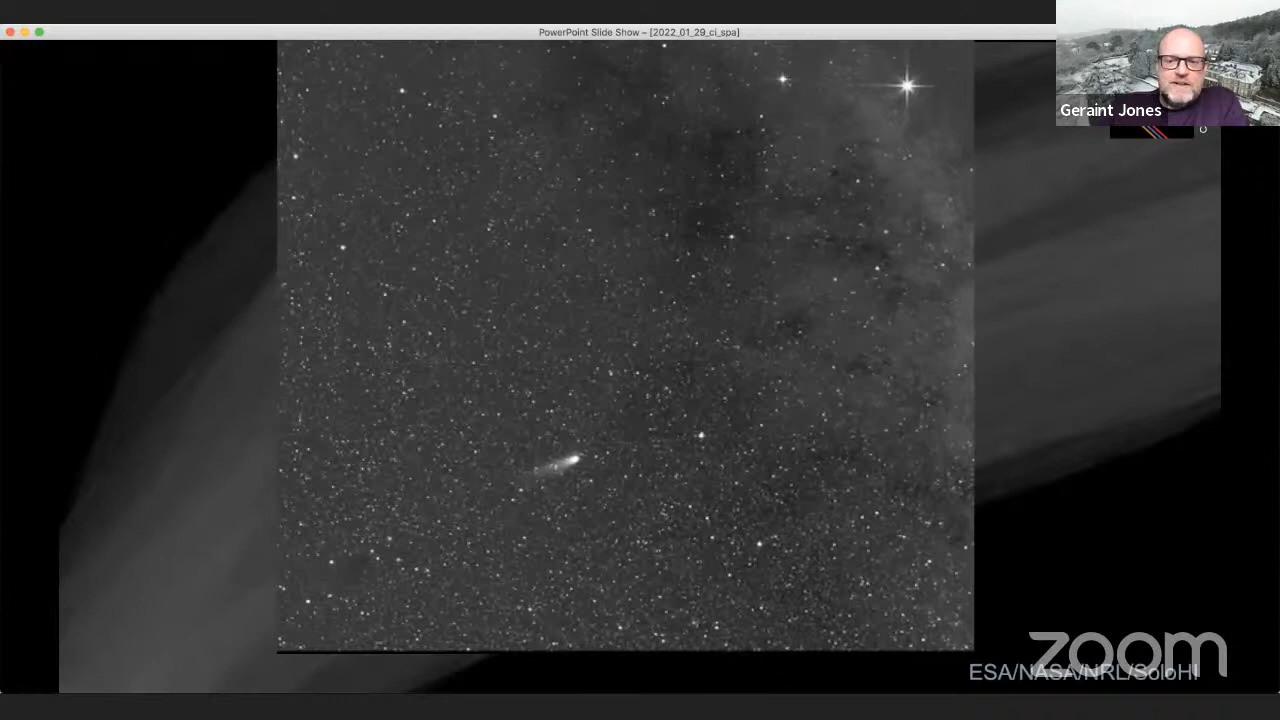 PowerPoint Slide Show – [2022_01_29_ci_spa]
Geraint Jones
zoom
ESA/NASA/NRL/SoloHI